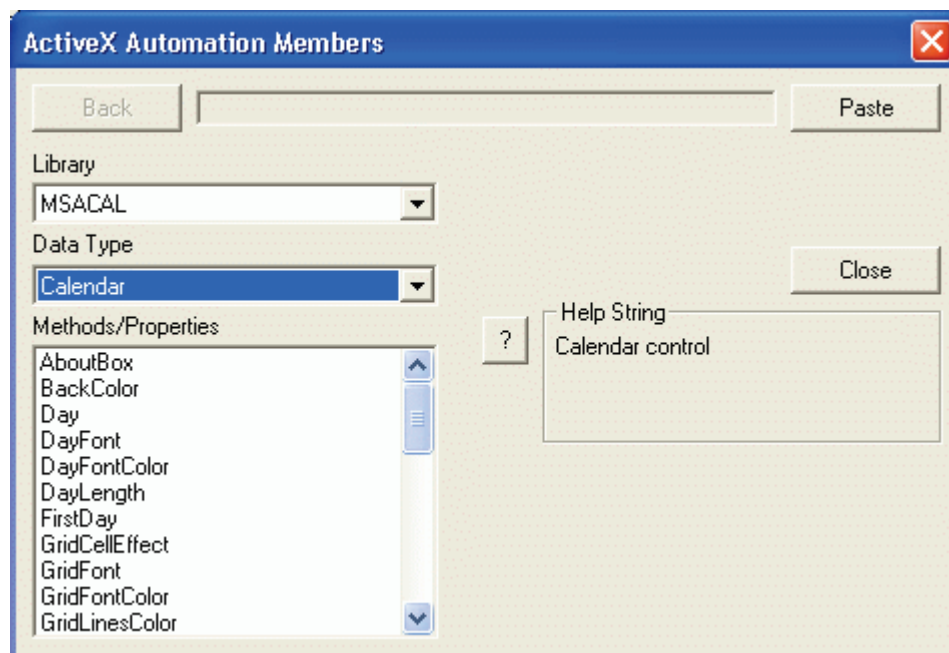 ActiveX Automation Members
Back
Paste
Library
MSACAL
Data Type
Calendar
Close
Methods/Properties
?
Help String
Calendar control
AboutBox
BackColor
Day
DayFont
DayFontColor
DayLength
FirstDay
GridCellEffect
GridFont
GridFontColor
GridLinesColor